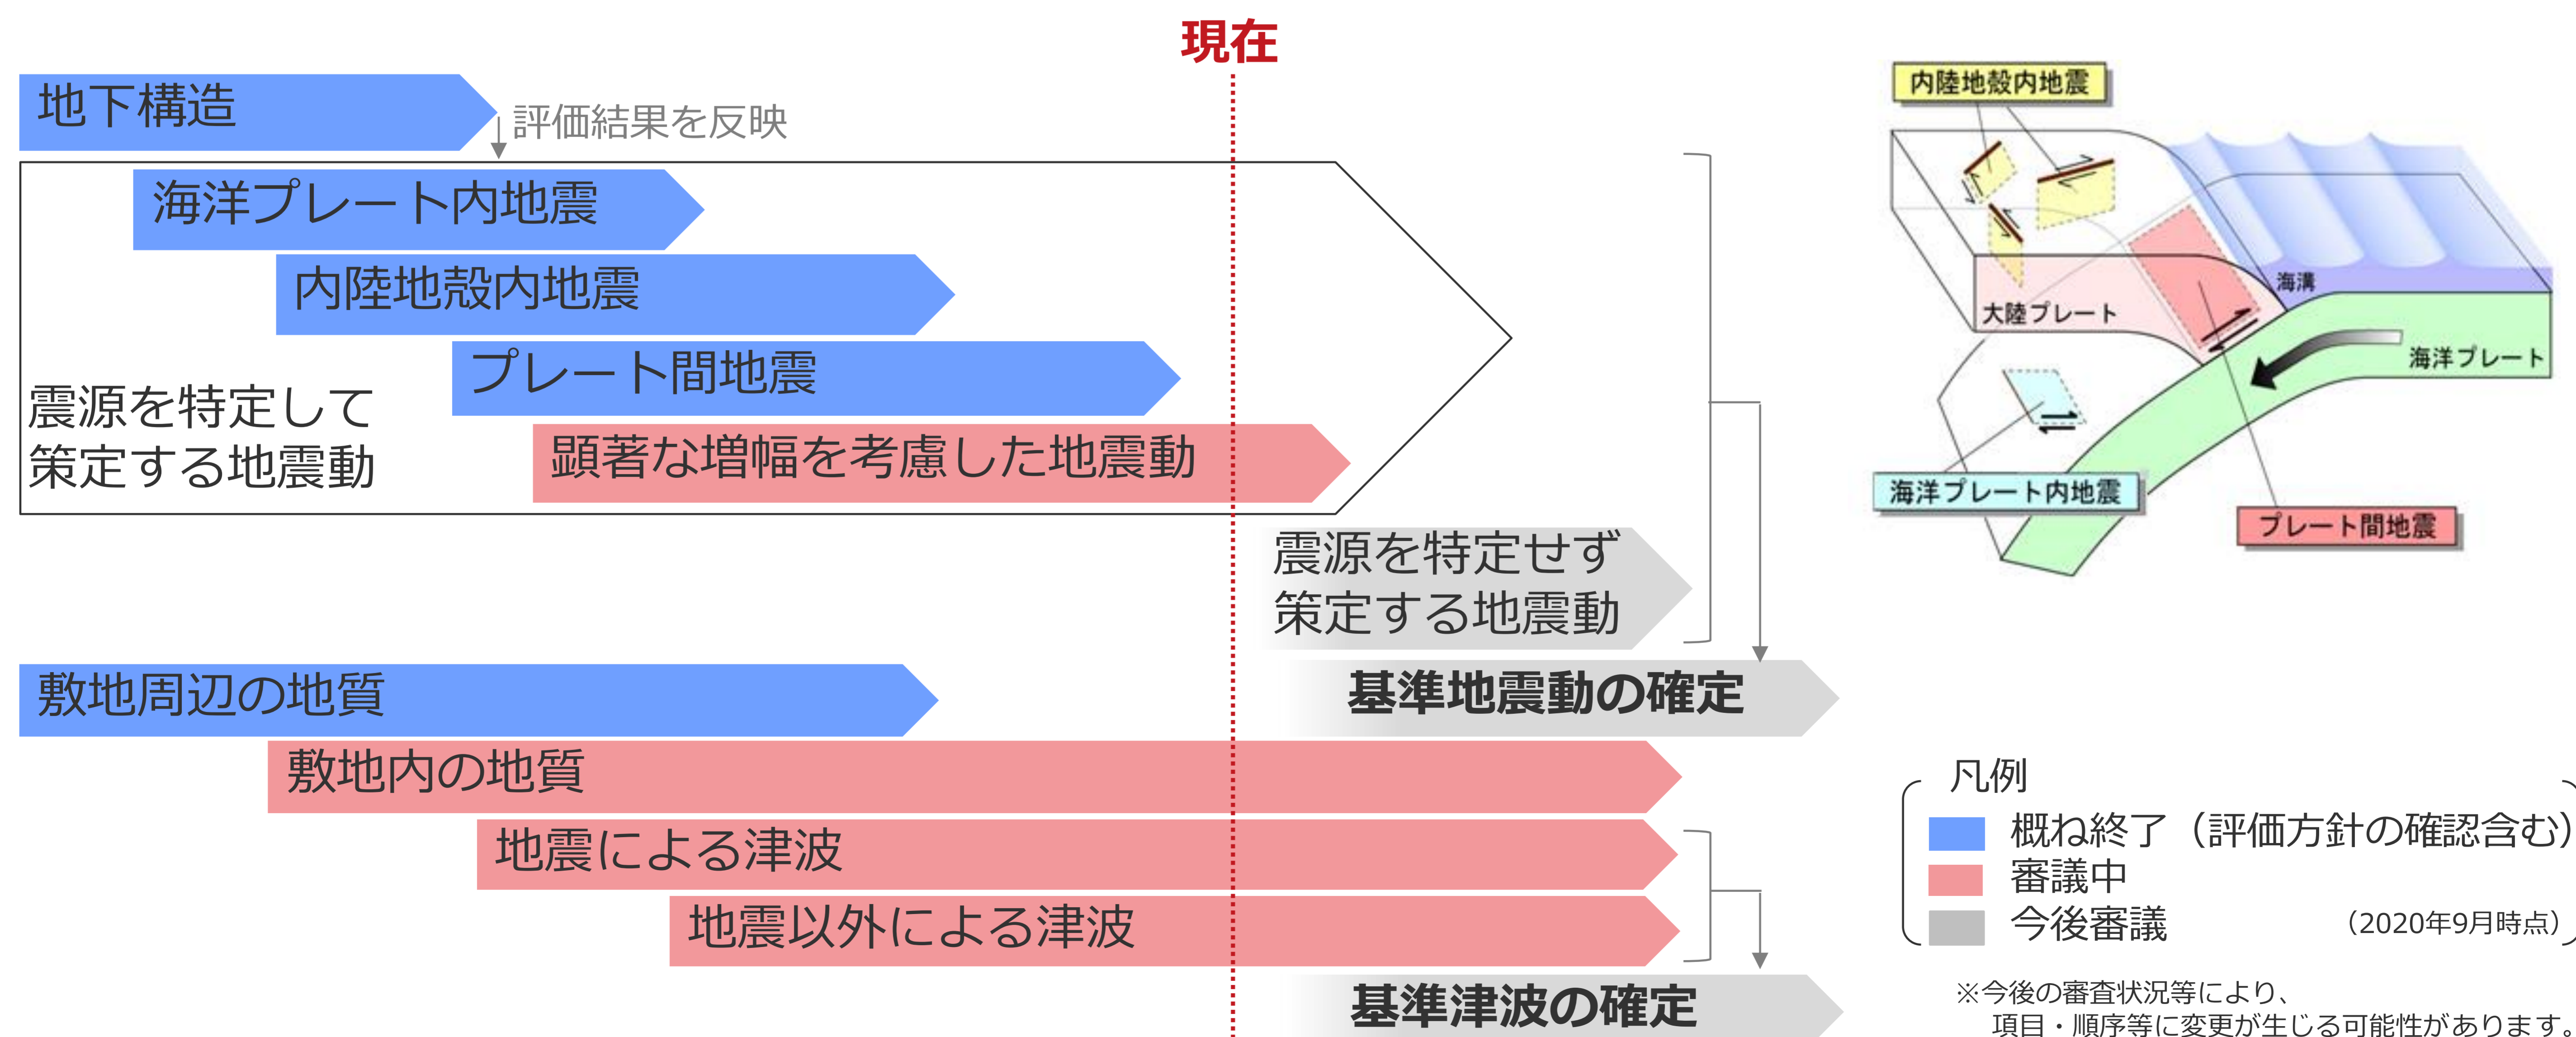 現在
地下構造
評価結果を反映
海洋プレート内地震
内陸地殻内地震
プレート間地震
震源を特定して
策定する地震動
顕著な増幅を考慮した地震動
震源を特定せず
策定する地震動
敷地周辺の地質
基準地震動の確定
敷地内の地質
地震による津波
地震以外による津波
基準津波の確定
内陸地殻内地震
海溝
大陸プレート
海洋プレート
海洋プレート内地震
プレート間地震
凡例
概ね終了（評価方針の確認含む）
審議中
今後審議
（2020年9月時点）
※今後の審査状況等により、
項目・順序等に変更が生じる可能性があります。